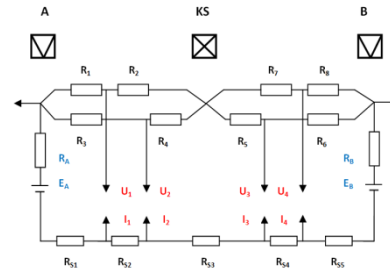 A KS B
R1 R2 R7 R8
R3 R4 R5 R6
RA RB
EA U1 U2 U3 U4 EB
I1 I2 I3 I4
RS1 RS2 RS3 RS4 RS5